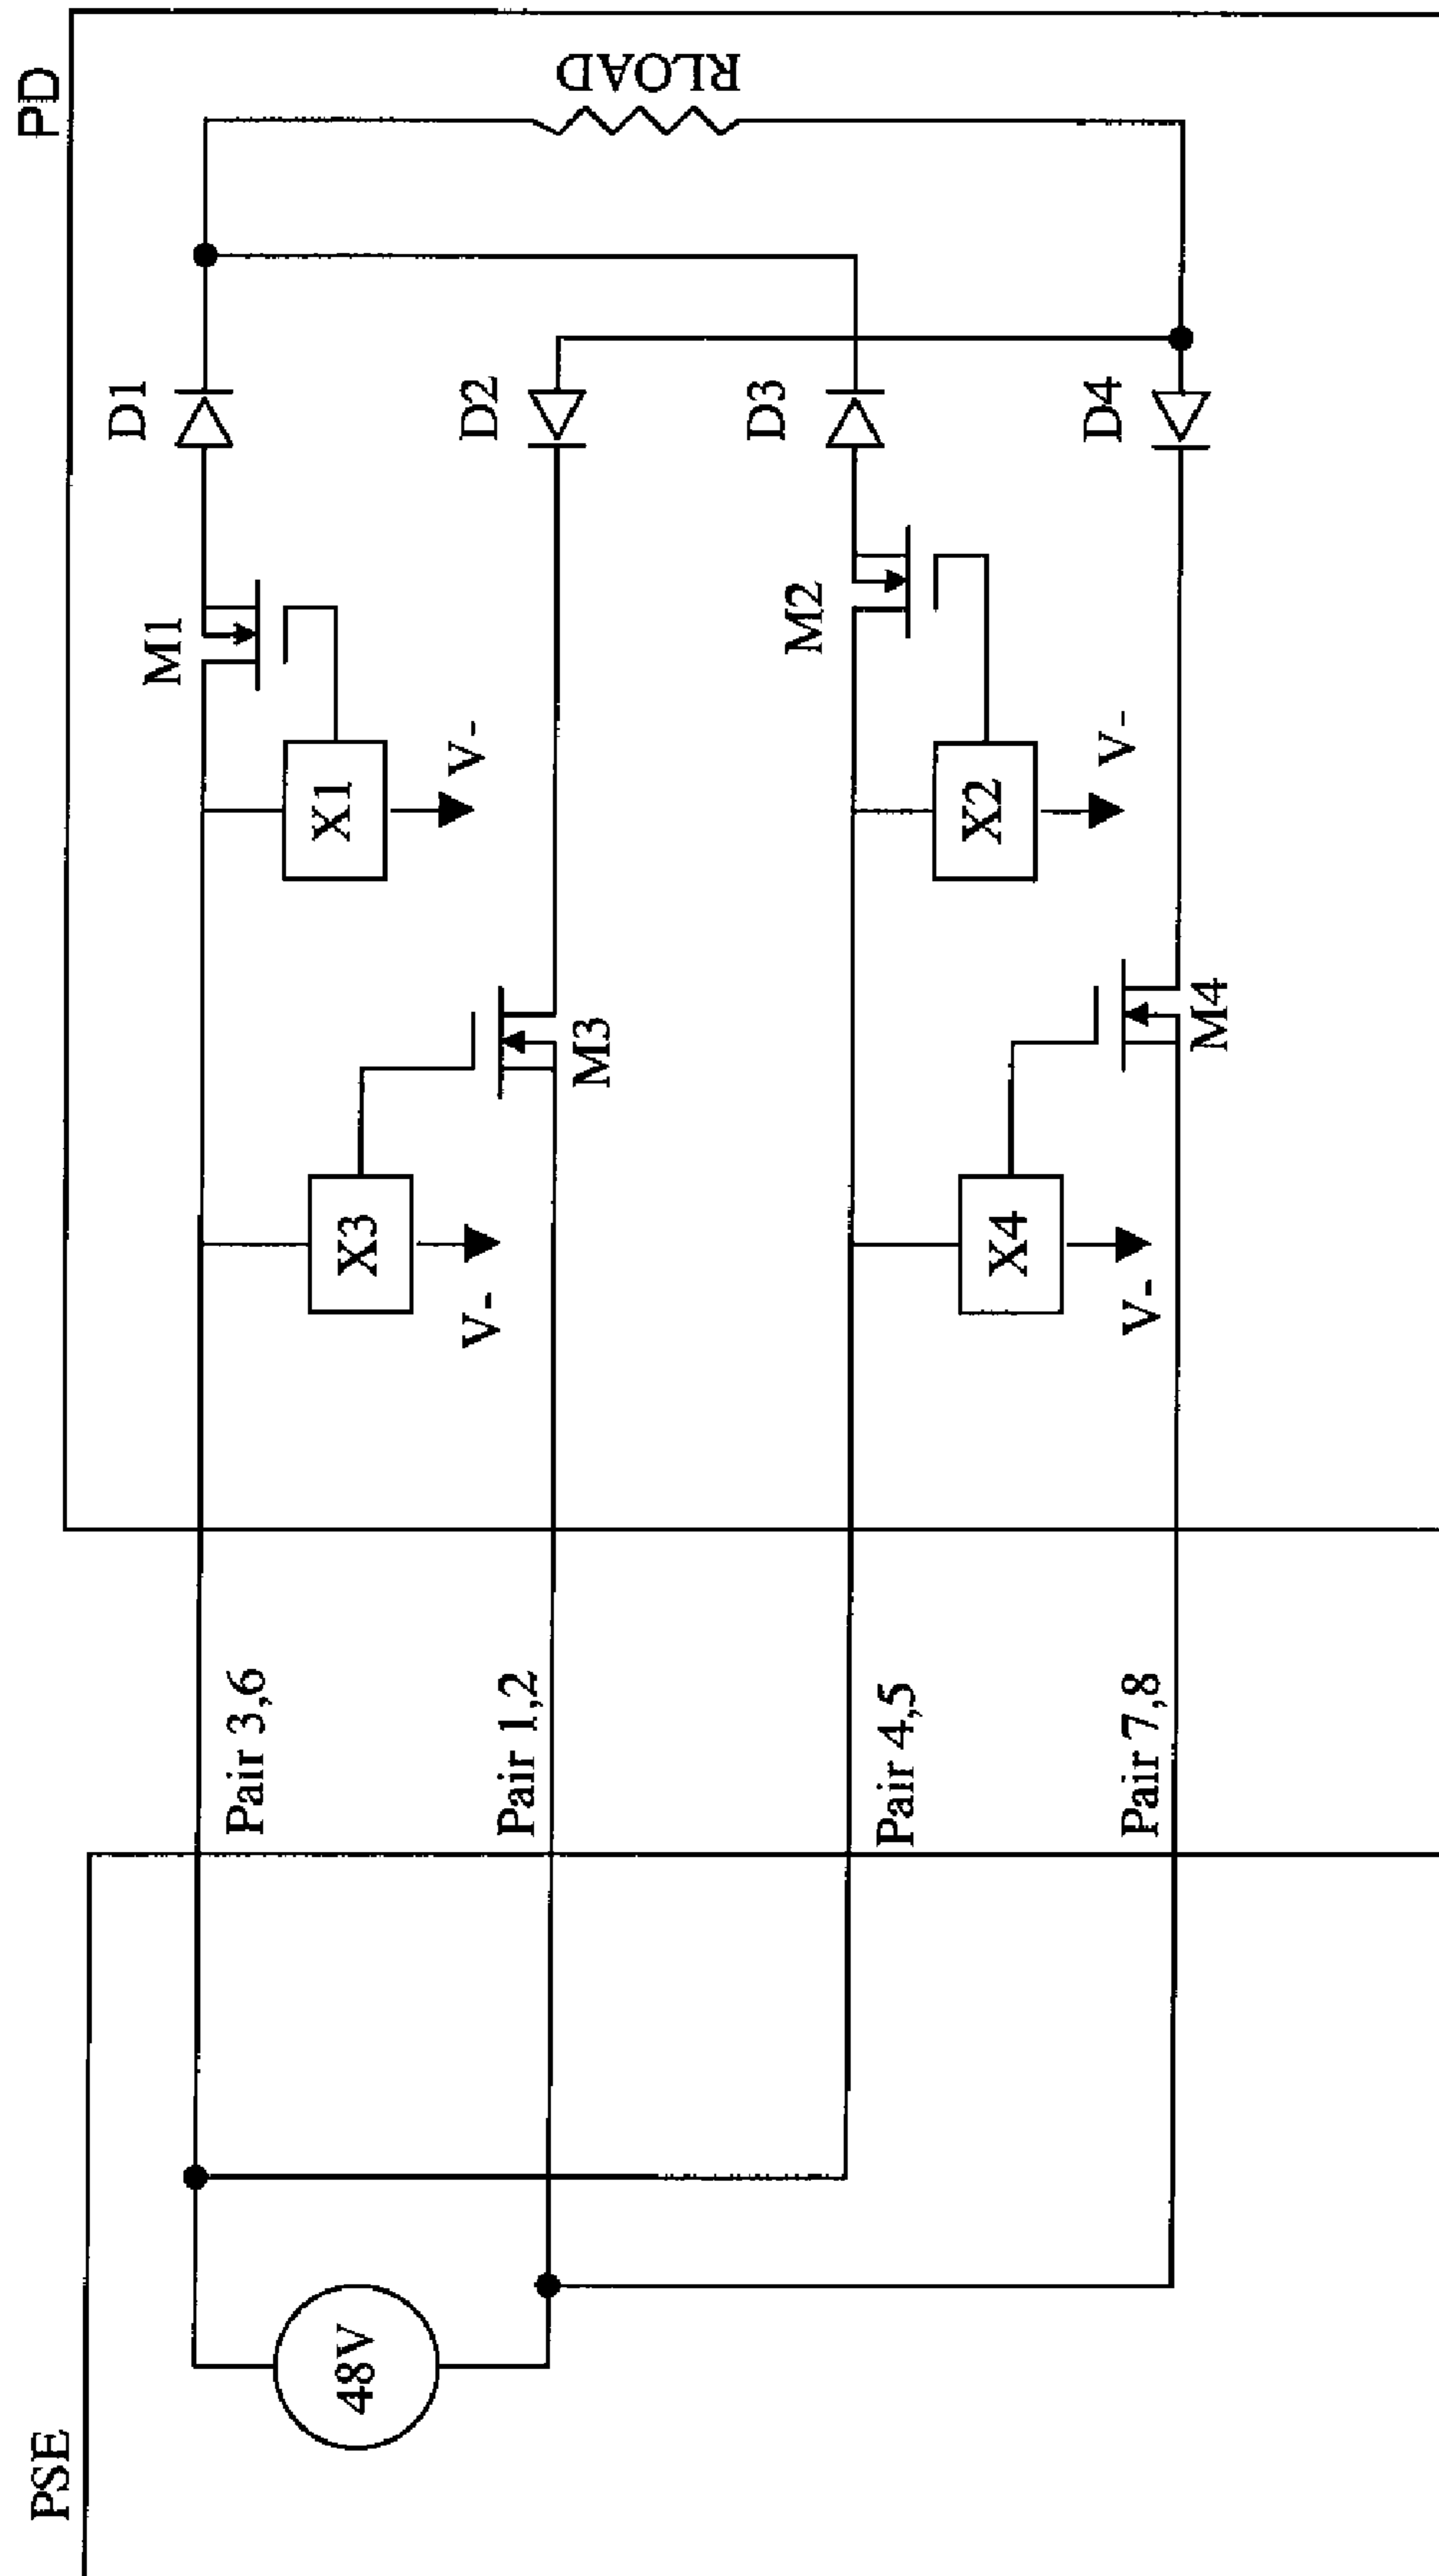 PSE
48V
Pair 3,6
Pair 1,2
Pair 4,5
Pair 7,8
PD
X3
V-
X1
V-
M1
D1
M3
D2
X4
V-
X2
V-
M2
D3
M4
D4
RLOAD